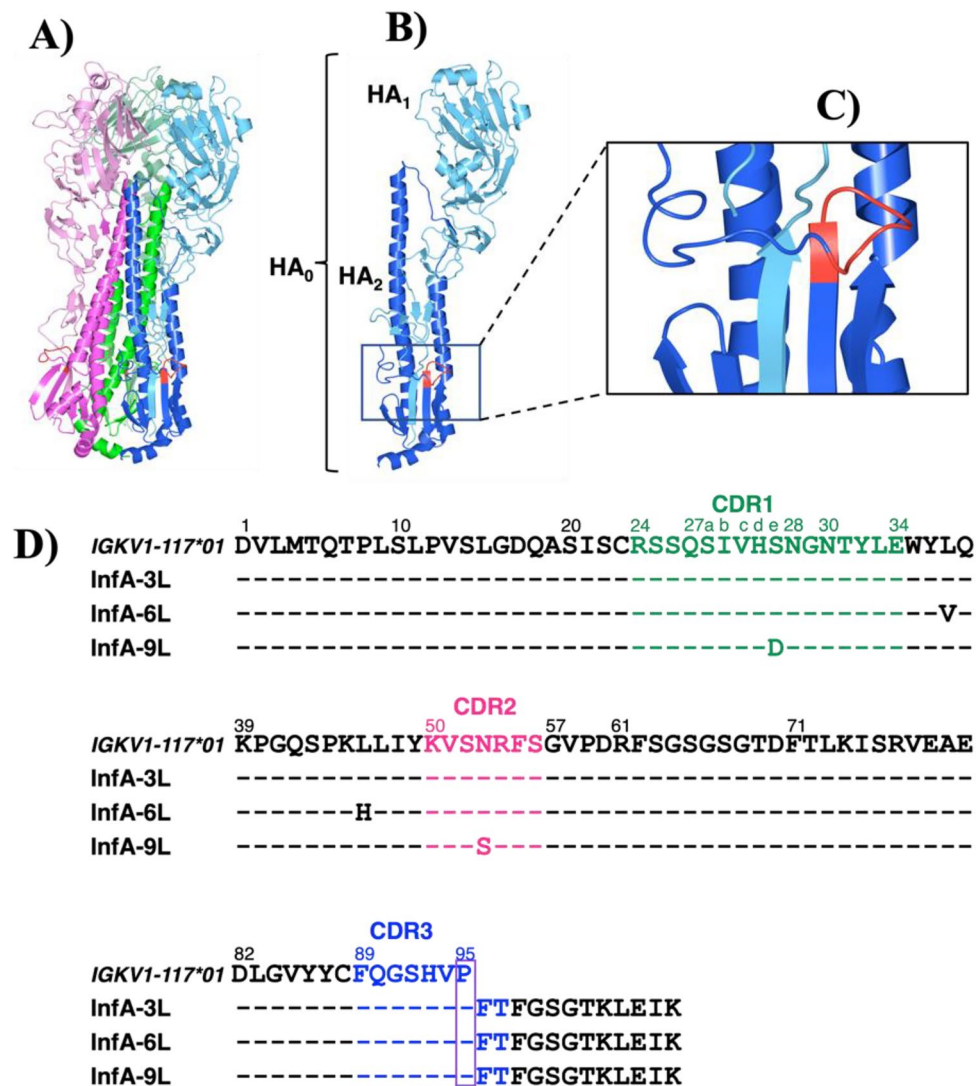 A)
B)
C)
HA1
HA0
HA2
D)
CDR1
1 10 20 24 27a b c d e 28 30 34
IGKV1-117*01 DVLMTQTPLSLPVSLGDQASISCRSSQSIVHSNGNTYLEWYLQ
InfA-3L -------------------------------------------
InfA-6L -----------------------------------------V-
InfA-9L -------------------------------D-----------
CDR2
39 50 57 61 71
IGKV1-117*01 KPGQSPKLLIYKVSNRFSGVPDRFSGSGSGTDFTLKISRVEAE
InfA-3L -------------------------------------------
InfA-6L -------H-----------------------------------
InfA-9L --------------S----------------------------
CDR3
82 89 95
IGKV1-117*01 DLGVYYCFQGSHVP
InfA-3L --------------FTFGSGTKLEIK
InfA-6L --------------FTFGSGTKLEIK
InfA-9L --------------FTFGSGTKLEIK